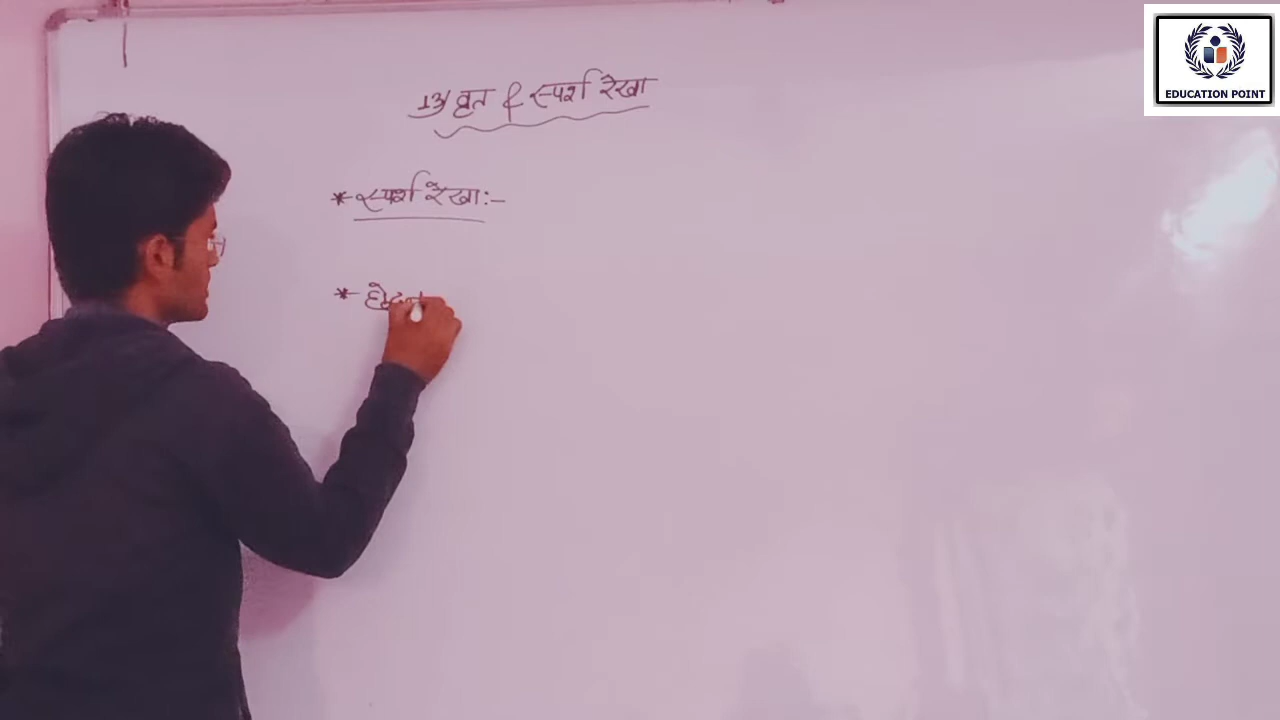 13 वृत & स्पर्श रेखा
* स्पर्श रेखा :-
*
EDUCATION POINT